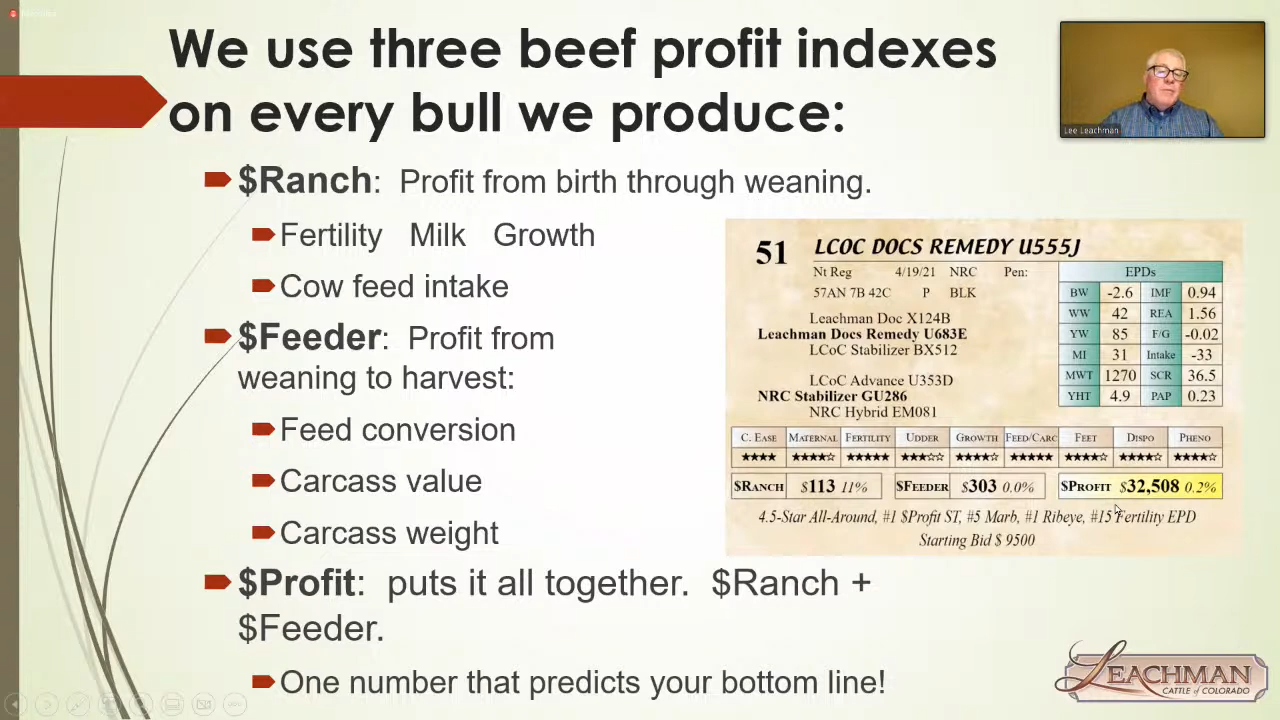 We use three beef profit indexes
on every bull we produce:
Lee Leachman
$Ranch: Profit from birth through weaning.
Fertility Milk Growth
Cow feed intake
$Feeder: Profit from
weaning to harvest:
Feed conversion
Carcass value
Carcass weight
$Profit: puts it all together. $Ranch +
$Feeder.
One number that predicts your bottom line!
51 LCOC DOCS REMEDY U555J
Nt Reg 4/19/21 NRC Pen:
57AN 7B 42C P BLK
Leachman Doc X124B
Leachman Docs Remedy U683E
LCoC Stabilizer BX512
LCoC Advance U353D
NRC Stabilizer GU286
NRC Hybrid EM081
EPDs
BW -2.6 IMF 0.94
WW 42 REA 1.56
YW 85 F/G -0.02
MI 31 Intake -33
MWT 1270 SCR 36.5
YHT 4.9 PAP 0.23
C. EASE MATERNAL FERTILITY UDDER GROWTH FEED/CARC FEET DISPO PHENO
★★★★ ★★★★☆ ★★★★★ ★★★☆☆ ★★★★☆ ★★★★★ ★★★★☆ ★★★★☆ ★★★★☆
$RANCH $113 11% $FEEDER $303 0.0% $PROFIT $32,508 0.2%
4.5-Star All-Around, #1 $Profit ST, #5 Marb, #1 Ribeye, #15 Fertility EPD
Starting Bid $ 9500
LEACHMAN
CATTLE OF COLORADO